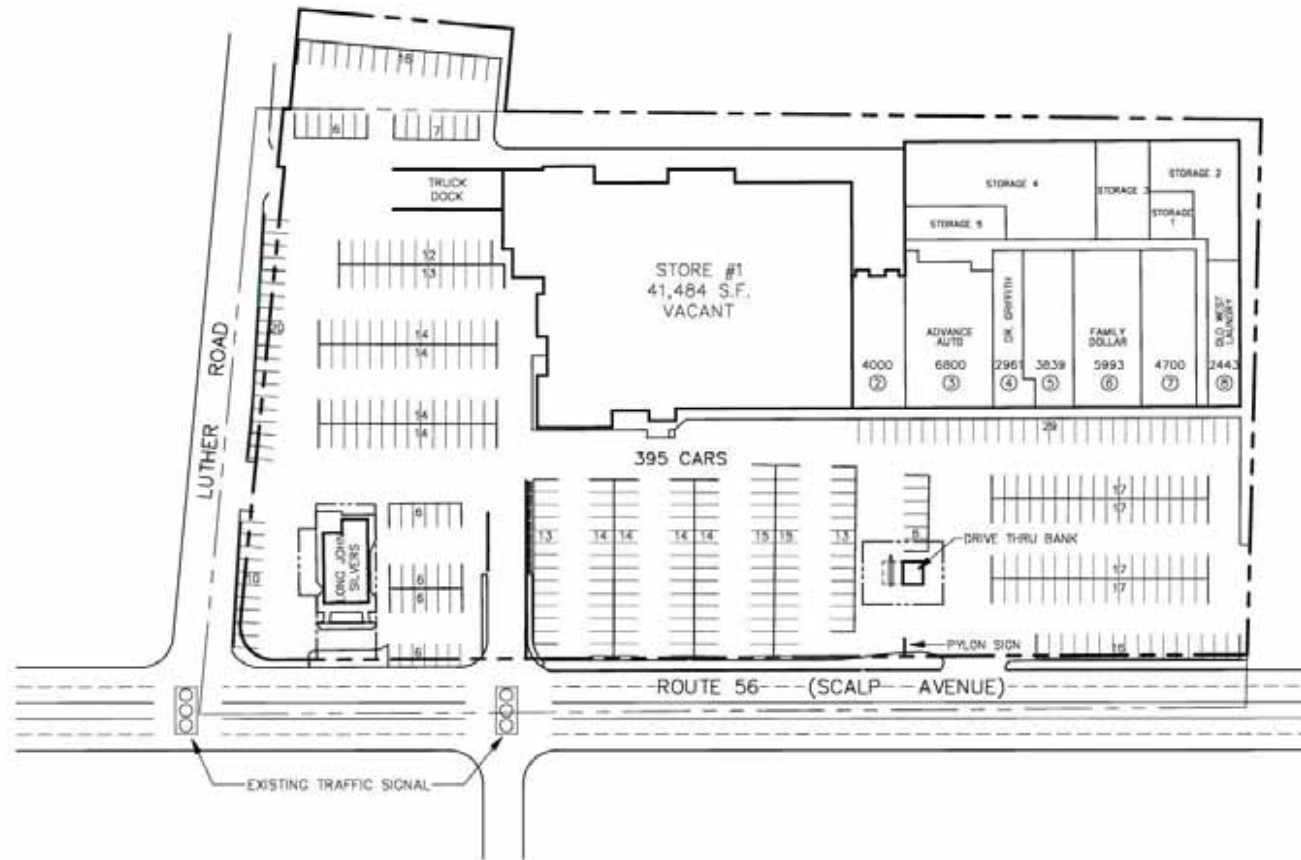 16
6
7
TRUCK
DOCK
STORAGE 4
STORAGE 3
STORAGE 2
STORAGE
1
STORAGE 5
12
13
STORE #1
41,484 S.F.
VACANT
20
14
14
14
14
LUTHER ROAD
4000
②
ADVANCE
AUTO
6800
③
DR. GRIFFITH
2961
④
3839
⑤
FAMILY
DOLLAR
5993
⑥
4700
⑦
OLD WEST
LAUNDRY
2443
⑧
29
395 CARS
17
17
6
13
14
14
14
14
15
15
13
8
DRIVE THRU BANK
LONG JOHN
SILVERS
10
6
6
17
17
6
PYLON SIGN
16
ROUTE 56 (SCALP AVENUE)
EXISTING TRAFFIC SIGNAL